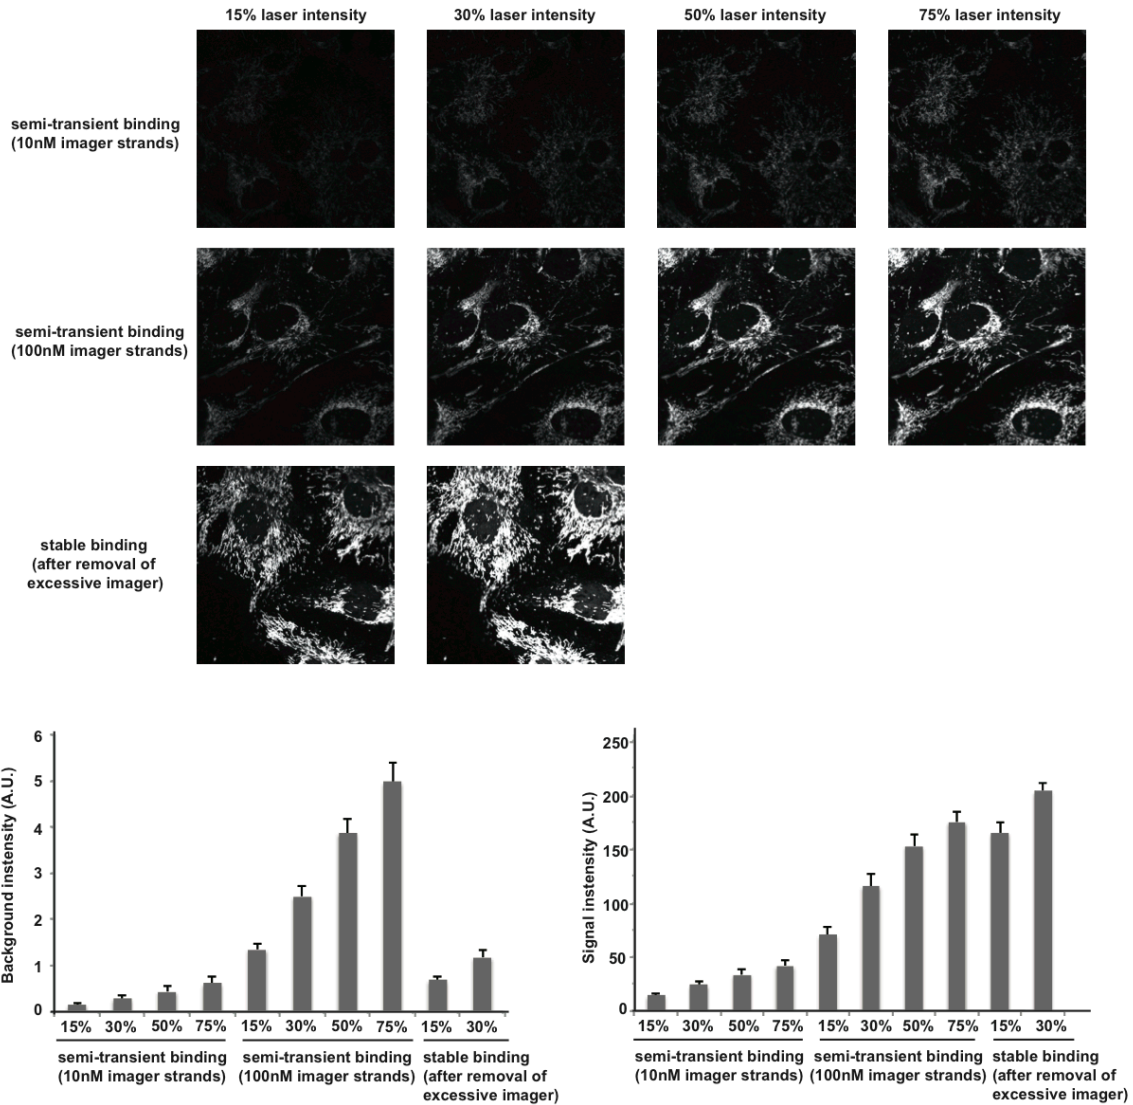 15% laser intensity 30% laser intensity 50% laser intensity 75% laser intensity
semi-transient binding
(10nM imager strands)
semi-transient binding
(100nM imager strands)
stable binding
(after removal of
excessive imager)
Background instensity (A.U.)
6
5
4
3
2
1
0
15% 30% 50% 75% 15% 30% 50% 75% 15% 30%
semi-transient binding
(10nM imager strands)
semi-transient binding
(100nM imager strands)
stable binding
(after removal of
excessive imager)
Signal instensity (A.U.)
250
200
150
100
50
0
15% 30% 50% 75% 15% 30% 50% 75% 15% 30%
semi-transient binding
(10nM imager strands)
semi-transient binding
(100nM imager strands)
stable binding
(after removal of
excessive imager)